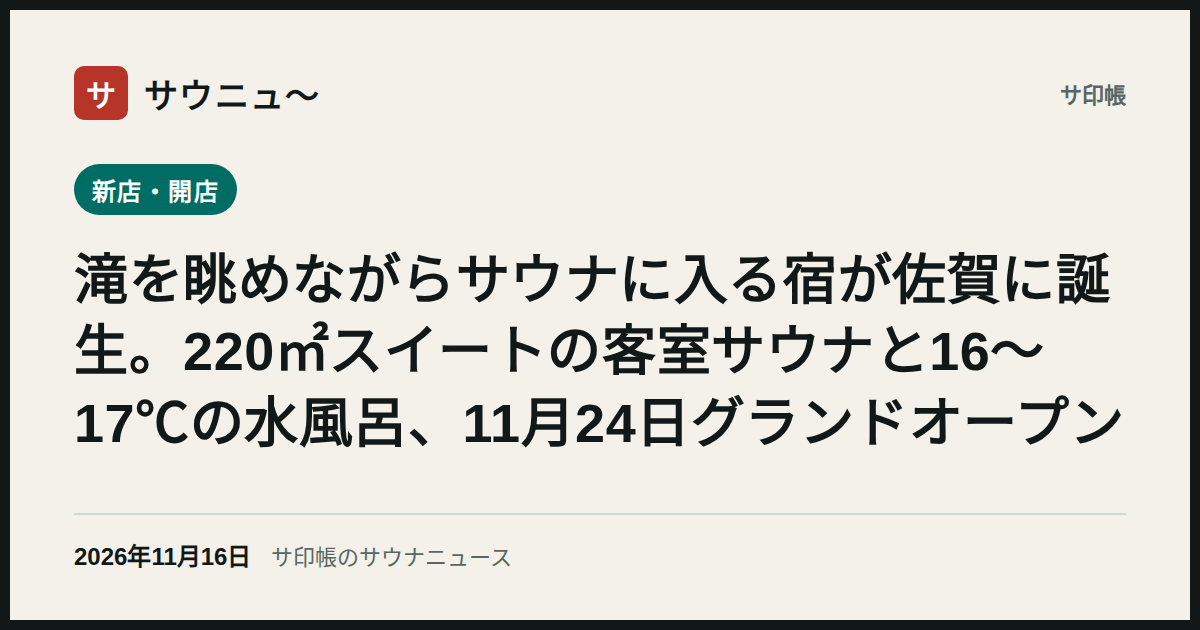 サ サウニュ〜
サ印帳
新店・開店
滝を眺めながらサウナに入る宿が佐賀に誕
生。220㎡スイートの客室サウナと16〜
17℃の水風呂、11月24日グランドオープン
2026年11月16日 サ印帳のサウナニュース